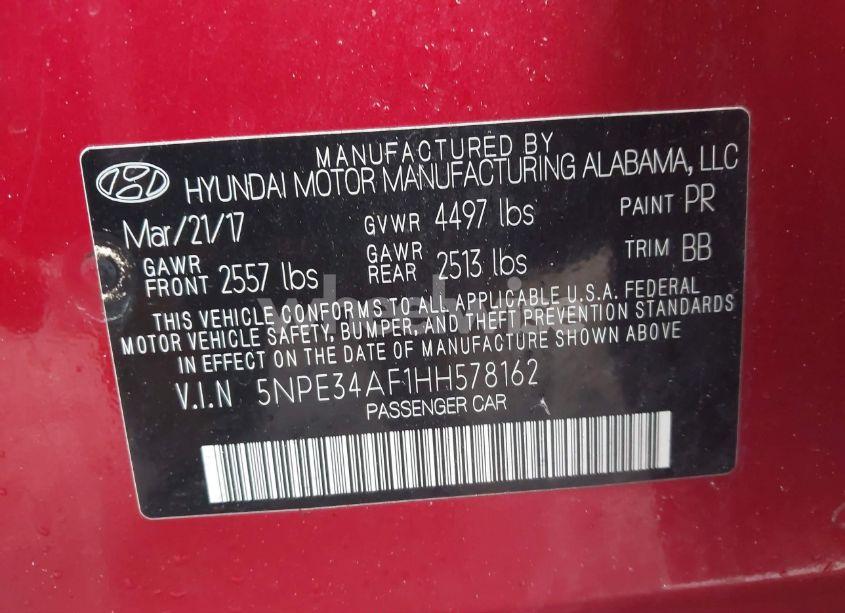 MANUFACTURED BY
HYUNDAI MOTOR MANUFACTURING ALABAMA, LLC
Mar/21/17 GVWR 4497 lbs PAINT PR
GAWR FRONT 2557 lbs GAWR REAR 2513 lbs TRIM BB
THIS VEHICLE CONFORMS TO ALL APPLICABLE U.S.A. FEDERAL
MOTOR VEHICLE SAFETY, BUMPER, AND THEFT PREVENTION STANDARDS
IN EFFECT ON THE DATE OF MANUFACTURE SHOWN ABOVE
V.I.N 5NPE34AF1HH578162
PASSENGER CAR